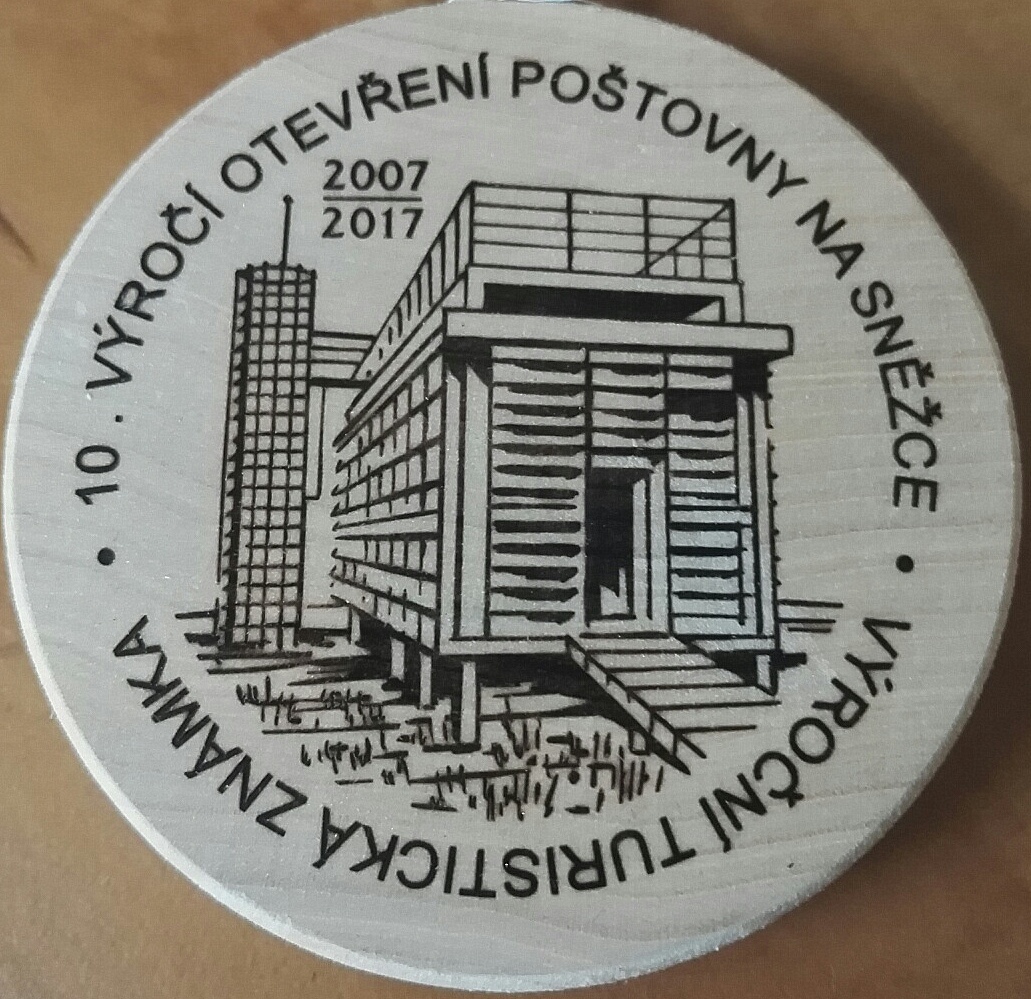 10. VÝROČÍ OTEVŘENÍ POŠTOVNY NA SNĚŽCE
2007
2017
• VÝROČNÍ TURISTICKÁ ZNÁMKA •